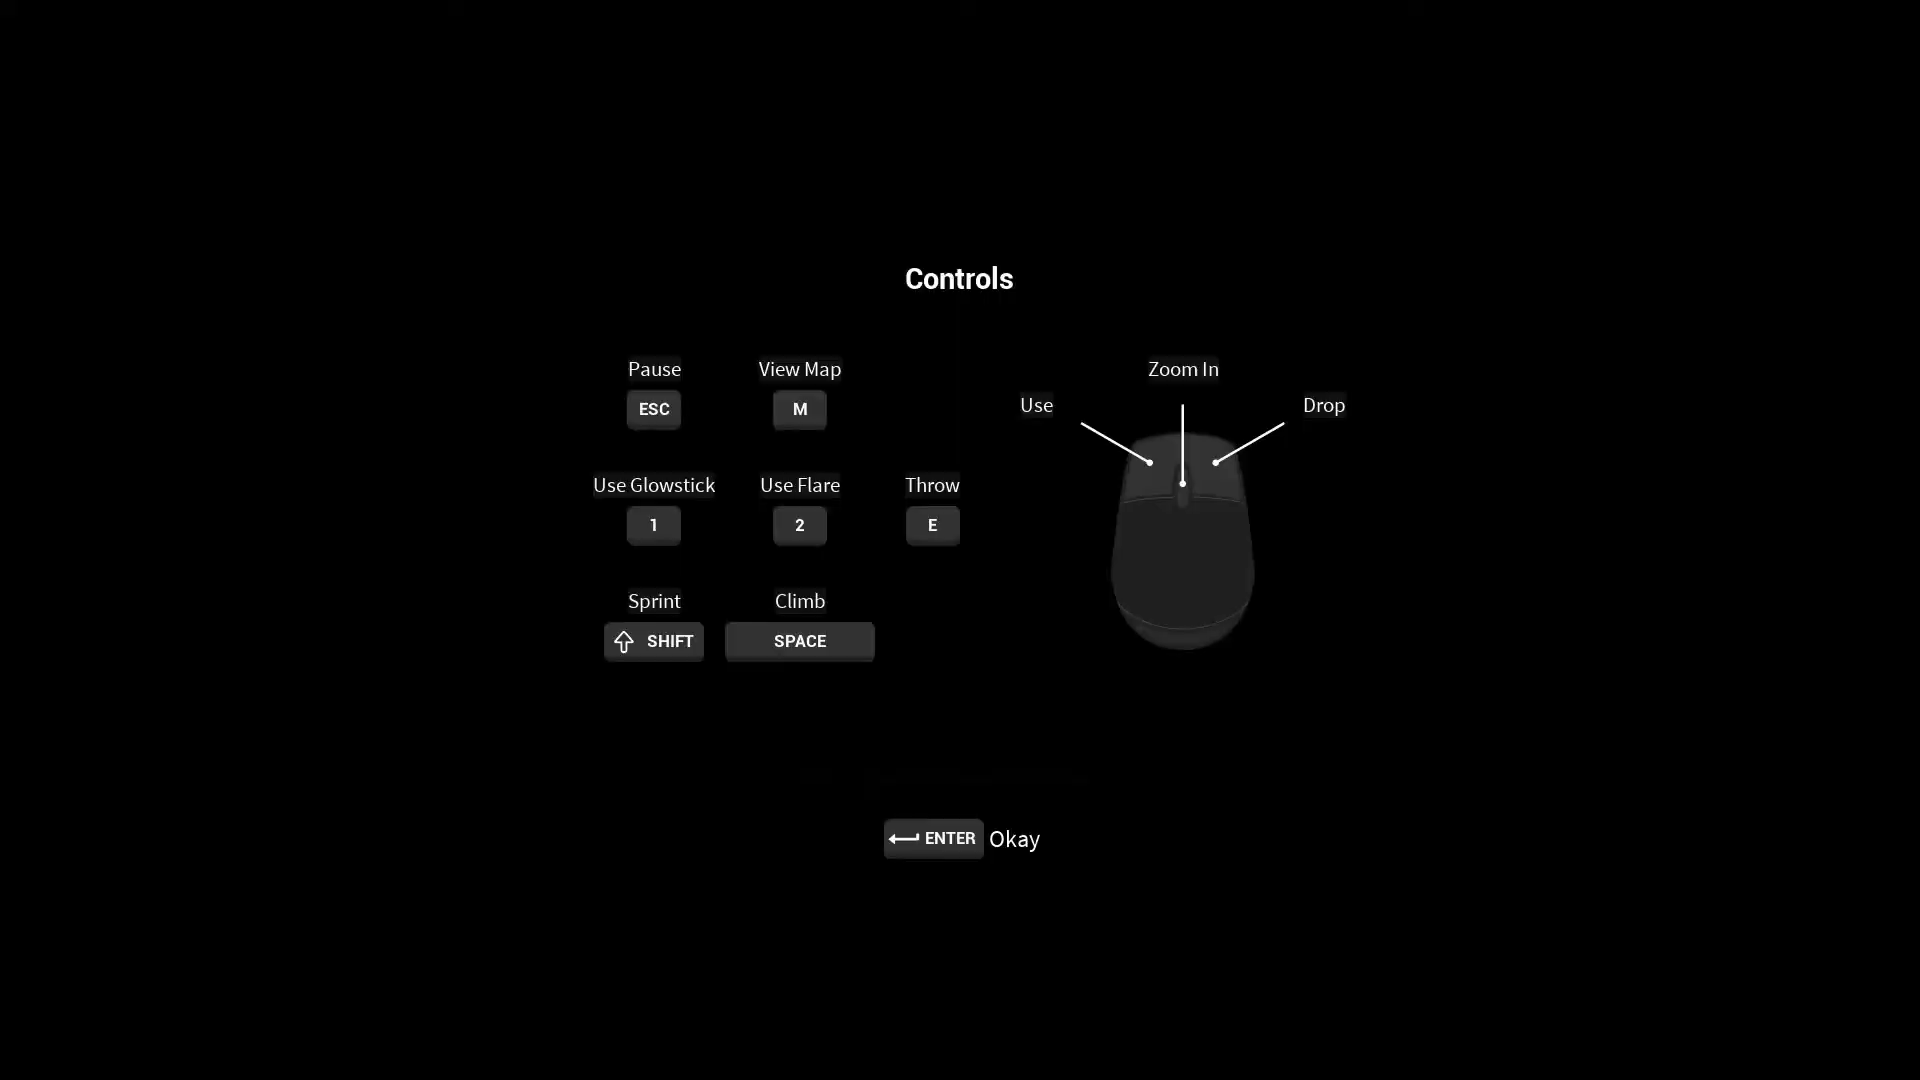 Controls
Pause View Map Zoom In
Use Drop
ESC M
Use Glowstick Use Flare Throw
1 2 E
Sprint Climb
SHIFT SPACE
ENTER Okay